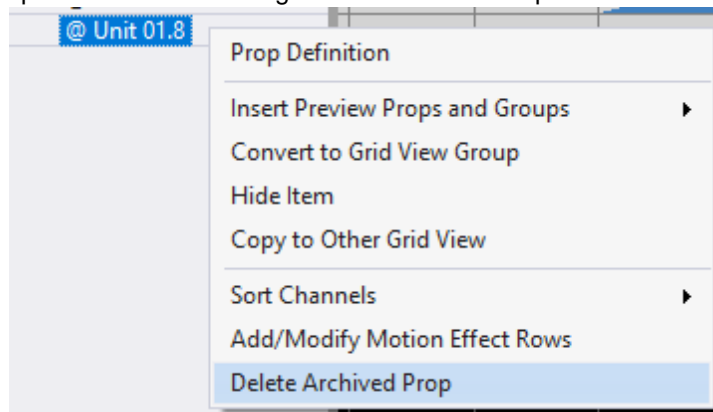 @ Unit 01.8
Prop Definition
Insert Preview Props and Groups
Convert to Grid View Group
Hide Item
Copy to Other Grid View
Sort Channels
Add/Modify Motion Effect Rows
Delete Archived Prop